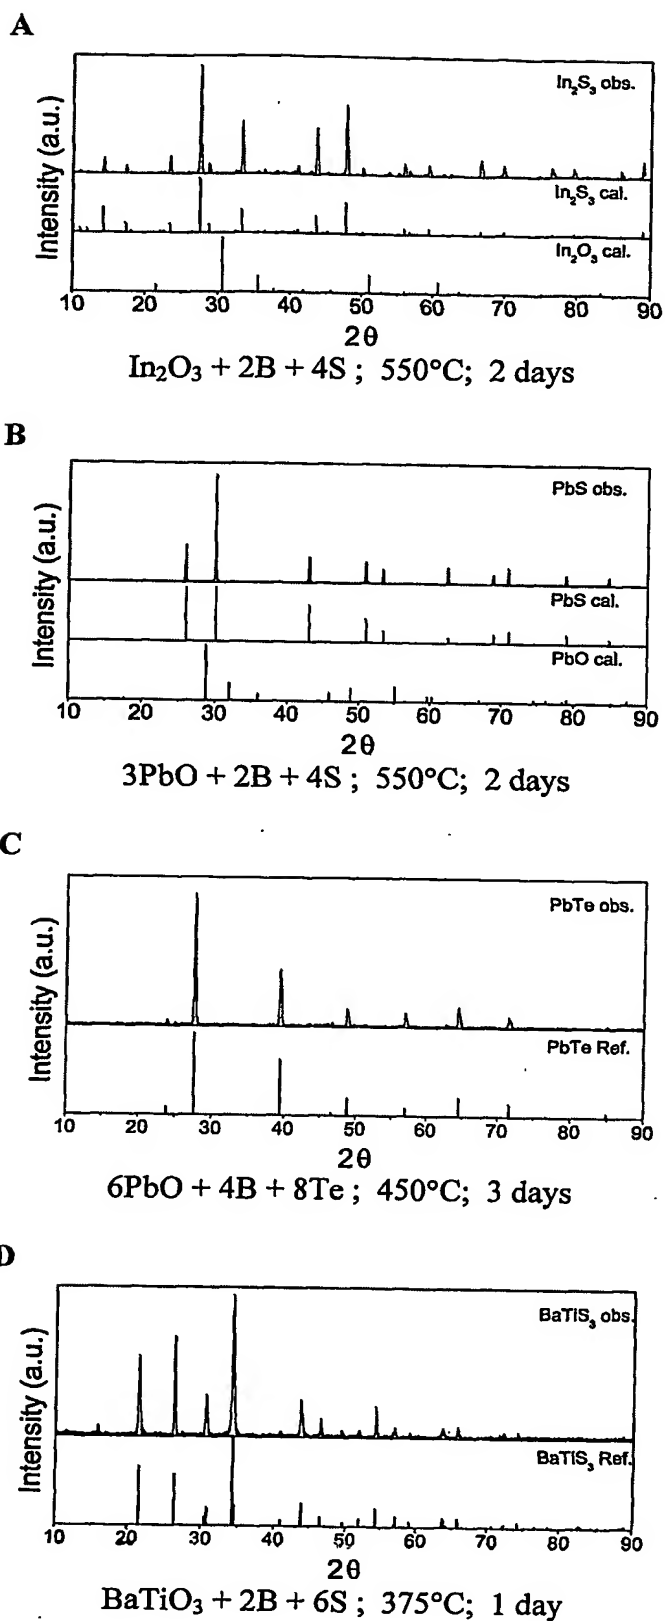 A
In₂S₃ obs.
In₂S₃ cal.
In₂O₃ cal.
Intensity (a.u.)
10 20 30 40 50 60 70 80 90
2θ
In₂O₃ + 2B + 4S ; 550°C; 2 days
B
PbS obs.
PbS cal.
PbO cal.
Intensity (a.u.)
10 20 30 40 50 60 70 80 90
2θ
3PbO + 2B + 4S ; 550°C; 2 days
C
PbTe obs.
PbTe Ref.
Intensity (a.u.)
10 20 30 40 50 60 70 80 90
2θ
6PbO + 4B + 8Te ; 450°C; 3 days
D
BaTiS₃ obs.
BaTiS₃ Ref.
Intensity (a.u.)
10 20 30 40 50 60 70 80 90
2θ
BaTiO₃ + 2B + 6S ; 375°C; 1 day